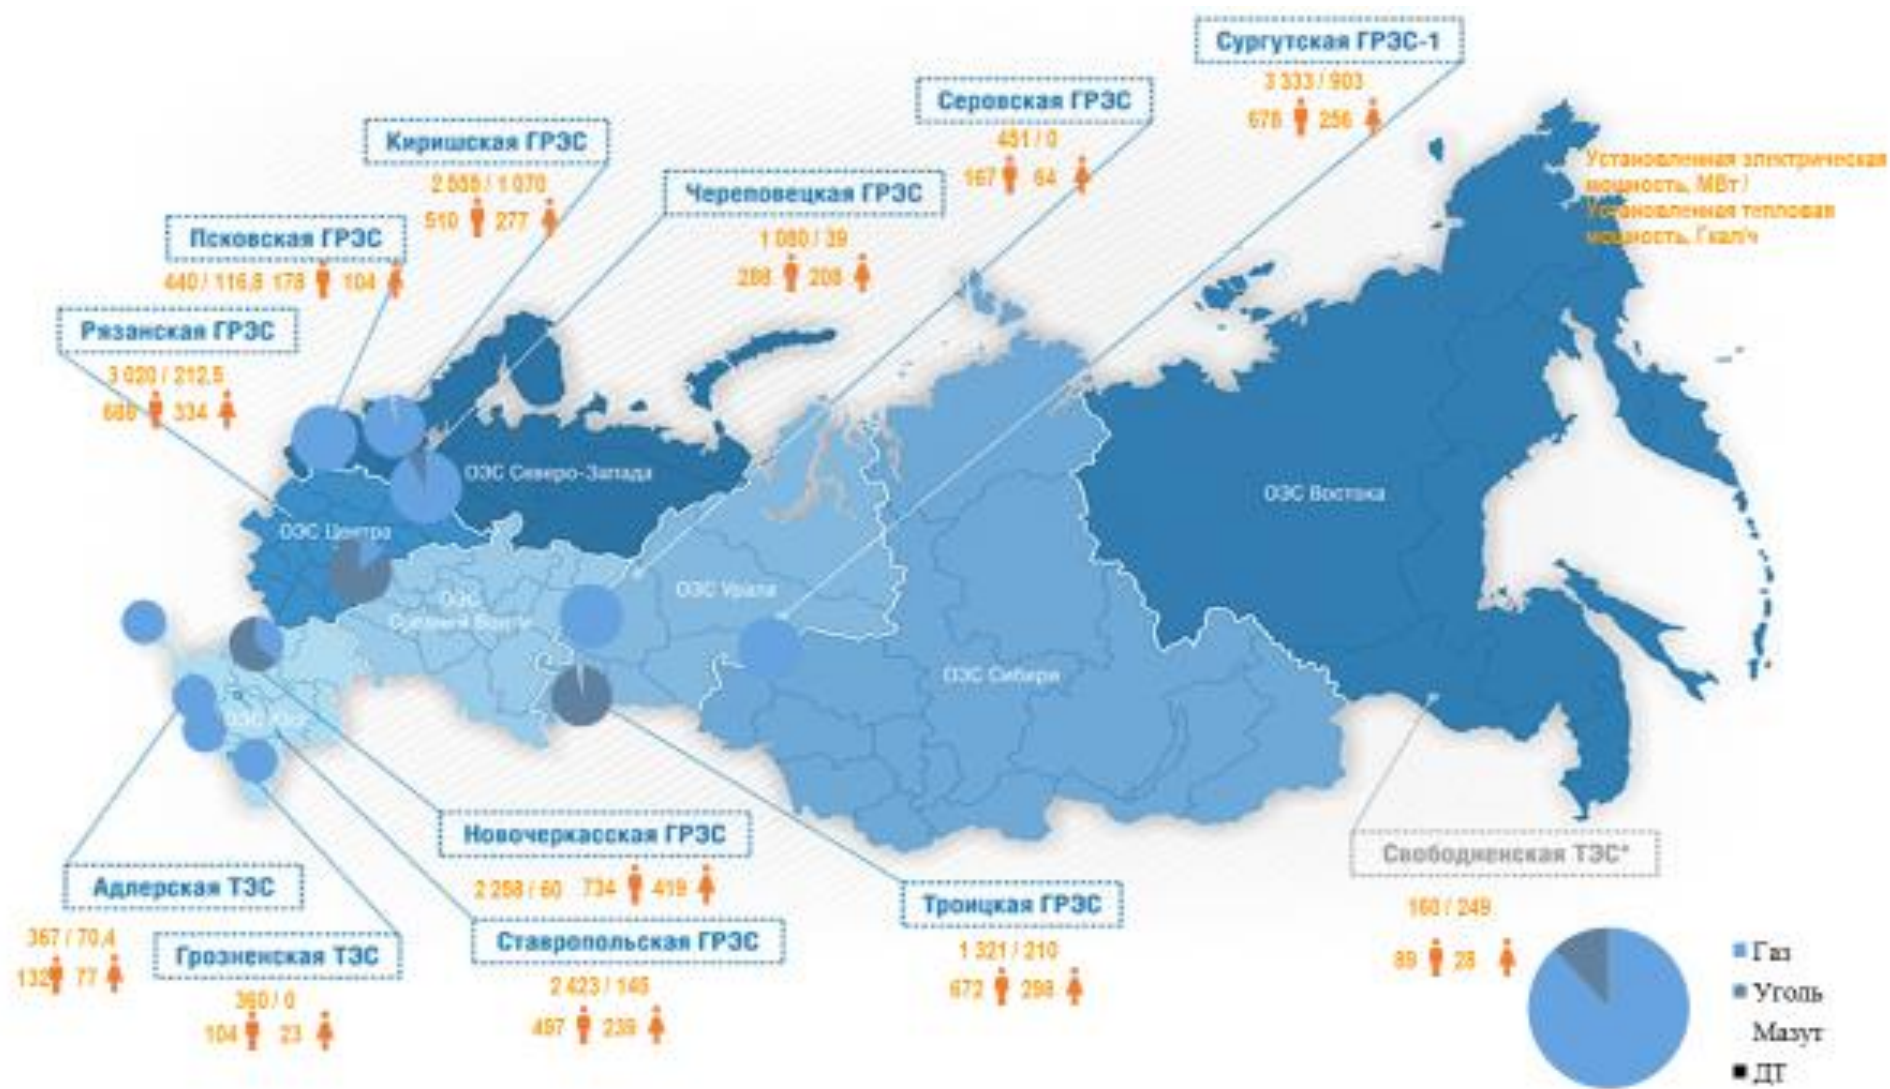 Сургутская ГРЭС-1
3 333 / 903
678 256
Серовская ГРЭС
451 / 0
167 64
Киришская ГРЭС
2 555 / 1 070
510 277
Череповецкая ГРЭС
1 080 / 39
288 208
Установленная электрическая
мощность, МВт /
Установленная тепловая
мощность, Гкал/ч
Псковская ГРЭС
440 / 116,8 178 104
Рязанская ГРЭС
3 020 / 212,5
334
ОЭС Северо-Запада
ОЭС Центра
ОЭС Востока
ОЭС Урала
ОЭС
Средней Волги
ОЭС Сибири
ОЭС Юга
Новочеркасская ГРЭС
2 258 / 60 734 419
Адлерская ТЭС
367 / 70,4
132 77
Грозненская ТЭС
360 / 0
104 23
Ставропольская ГРЭС
2 423 / 145
497 239
Троицкая ГРЭС
1 321 / 210
672 298
Свободненская ТЭС*
160 / 249
89 28
Газ
Уголь
Мазут
ДТ